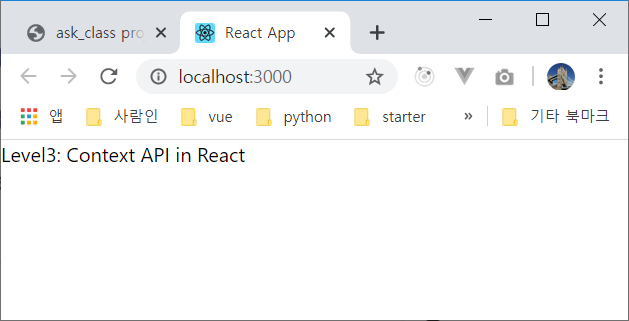 ask_class pro
React App
localhost:3000
앱
사람인
vue
python
starter
»
기타 북마크
Level3: Context API in React